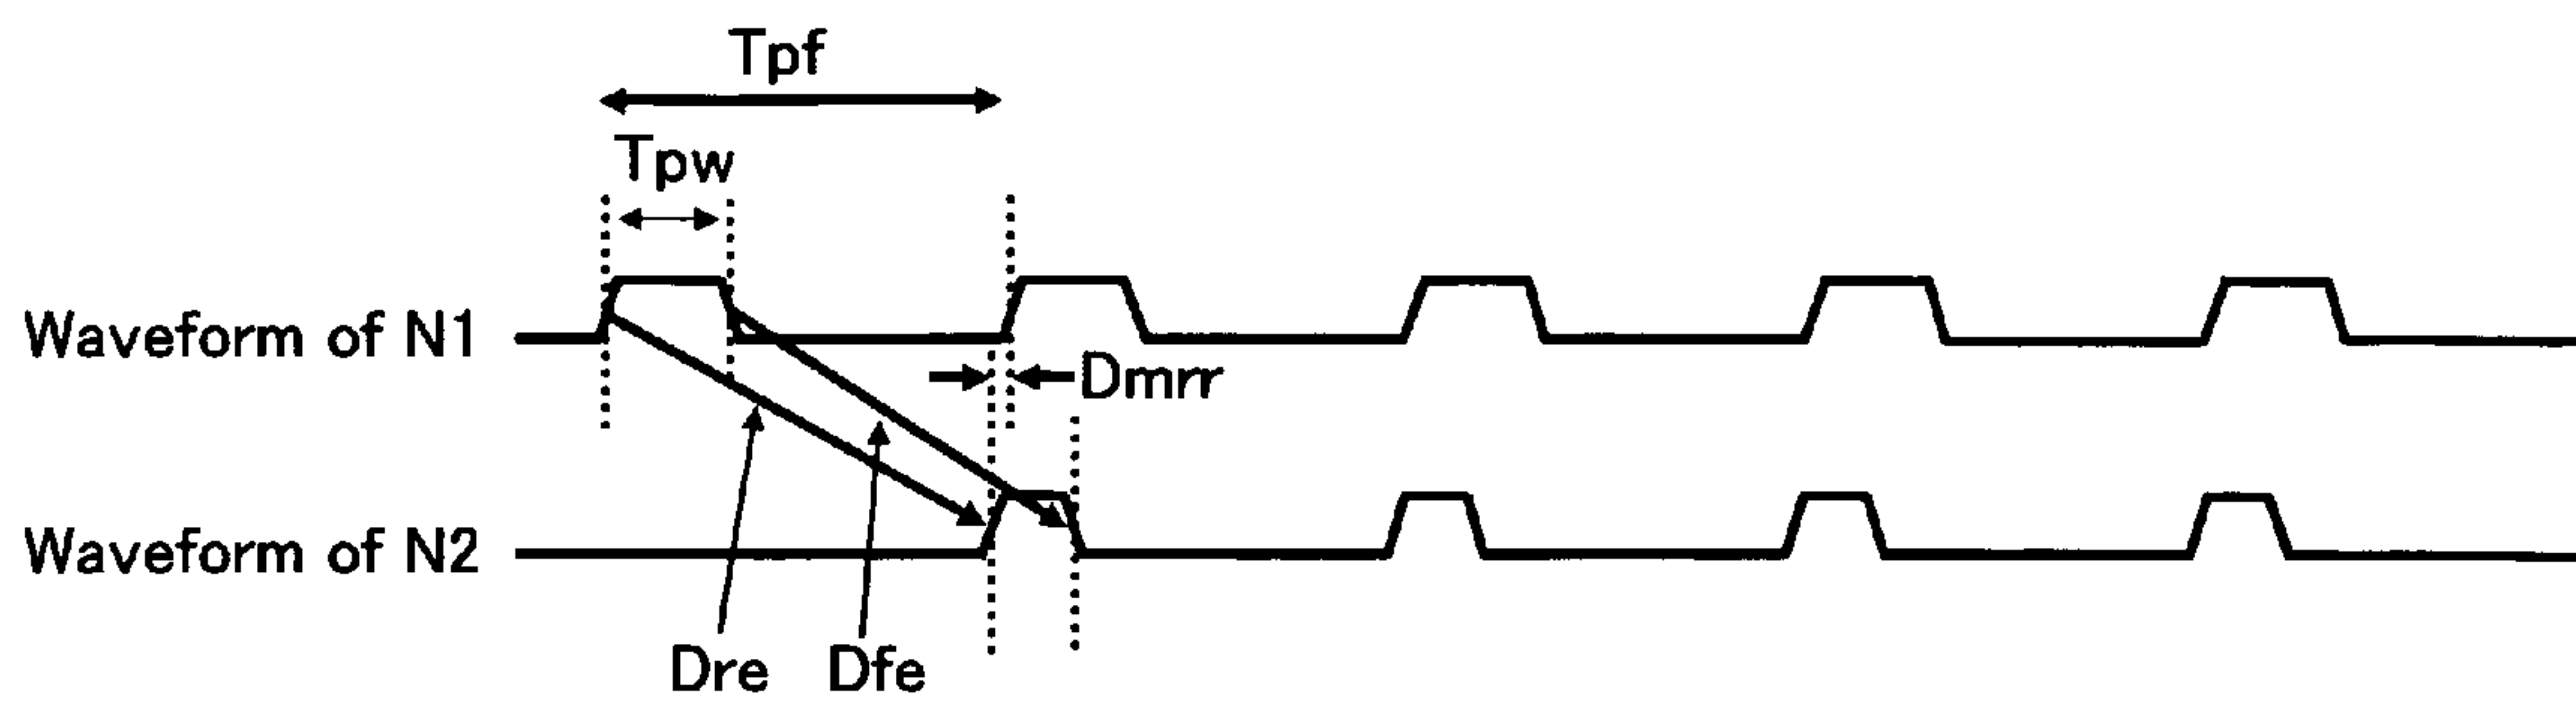 Tpf
Tpw
Waveform of N1
Dmrr
Waveform of N2
Dre
Dfe